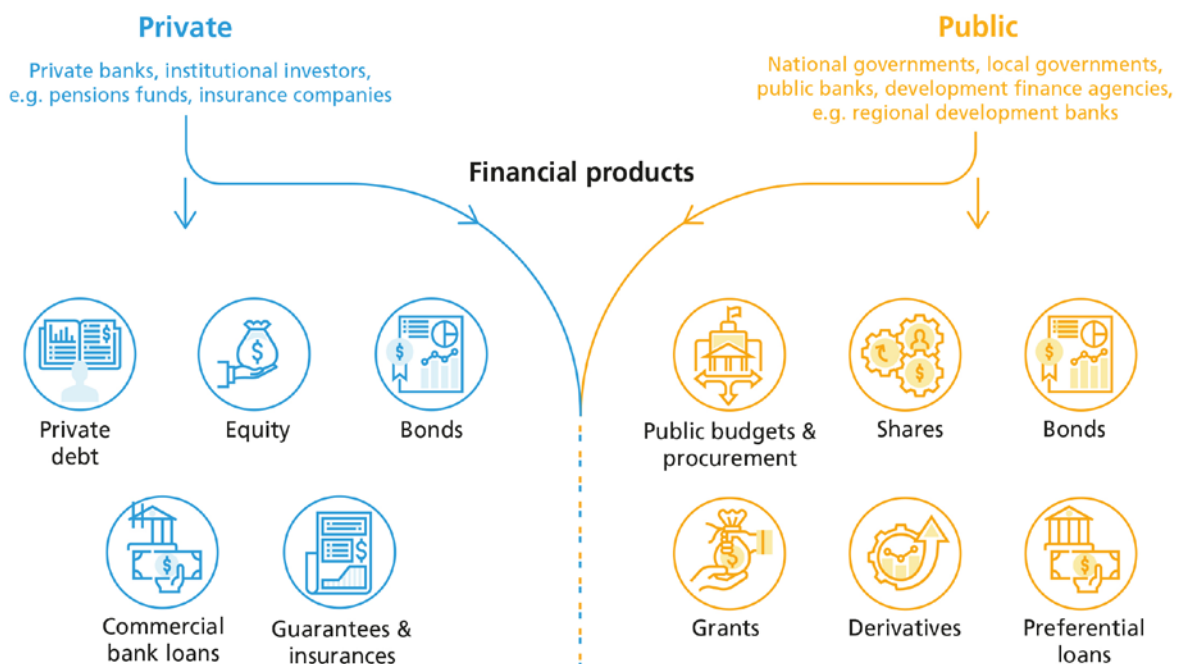 Private
Private banks, institutional investors,
e.g. pensions funds, insurance companies
Public
National governments, local governments,
public banks, development finance agencies,
e.g. regional development banks
Financial products
$
$
$
$
$
Private
debt
Equity
Bonds
Public budgets &
procurement
Shares
Bonds
$
$
$
$
Commercial
bank loans
Guarantees &
insurances
Grants
Derivatives
Preferential
loans